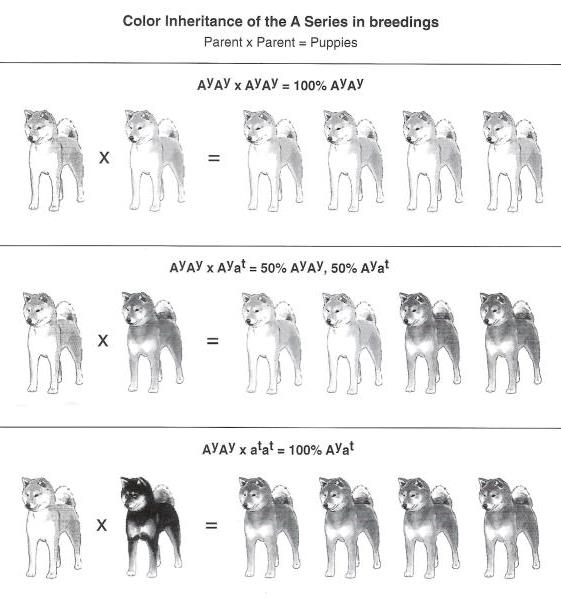 Color Inheritance of the A Series in breedings
Parent x Parent = Puppies
AʸAʸ x AʸAʸ = 100% AʸAʸ
X =
AʸAʸ x Aʸaᵗ = 50% AʸAʸ, 50% Aʸaᵗ
X =
AʸAʸ x aᵗaᵗ = 100% Aʸaᵗ
X =